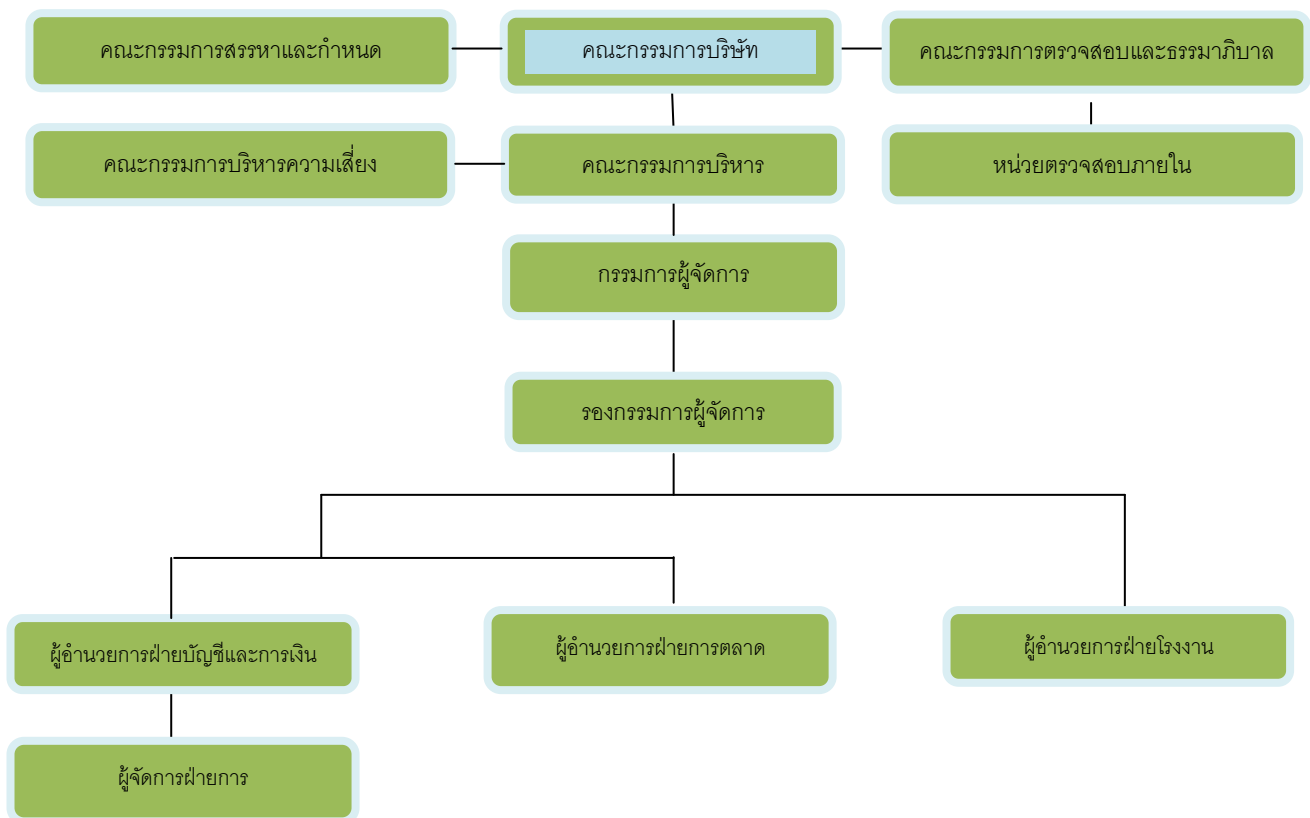 คณะกรรมการสรรหาและกำหนด
คณะกรรมการบริษัท
คณะกรรมการตรวจสอบและธรรมาภิบาล
คณะกรรมการบริหารความเสี่ยง
คณะกรรมการบริหาร
หน่วยตรวจสอบภายใน
กรรมการผู้จัดการ
รองกรรมการผู้จัดการ
ผู้อำนวยการฝ่ายบัญชีและการเงิน
ผู้อำนวยการฝ่ายการตลาด
ผู้อำนวยการฝ่ายโรงงาน
ผู้จัดการฝ่ายการ